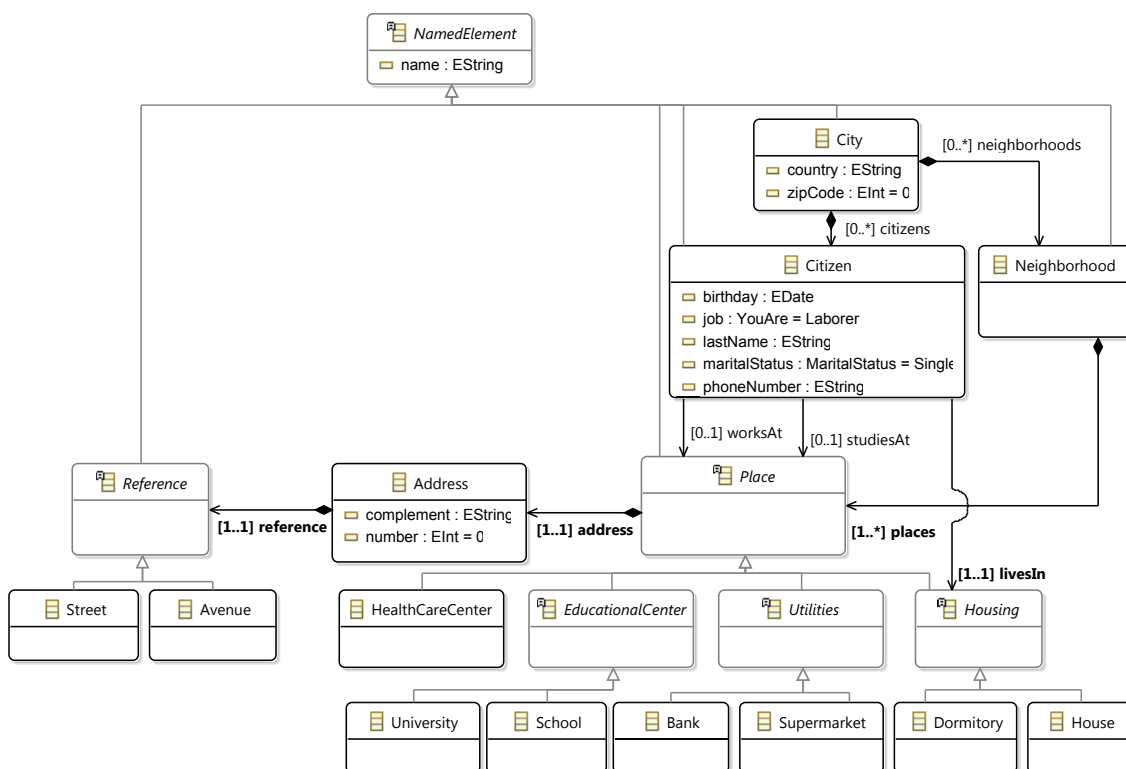 NamedElement
name : EString
City
country : EString
zipCode : EInt = 0
[0..*] neighborhoods
[0..*] citizens
Citizen
birthday : EDate
job : YouAre = Laborer
lastName : EString
maritalStatus : MaritalStatus = Single
phoneNumber : EString
Neighborhood
[0..1] worksAt
[0..1] studiesAt
Reference
Address
complement : EString
number : EInt = 0
Place
[1..1] reference
[1..1] address
[1..*] places
[1..1] livesIn
Street
Avenue
HealthCareCenter
EducationalCenter
Utilities
Housing
University
School
Bank
Supermarket
Dormitory
House